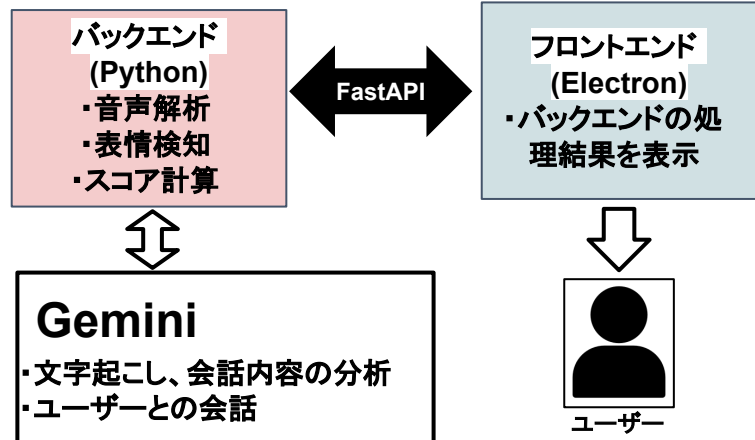 バックエンド
(Python)
・音声解析
・表情検知
・スコア計算
FastAPI
フロントエンド
(Electron)
・バックエンドの処
理結果を表示
Gemini
・文字起こし、会話内容の分析
・ユーザーとの会話
ユーザー